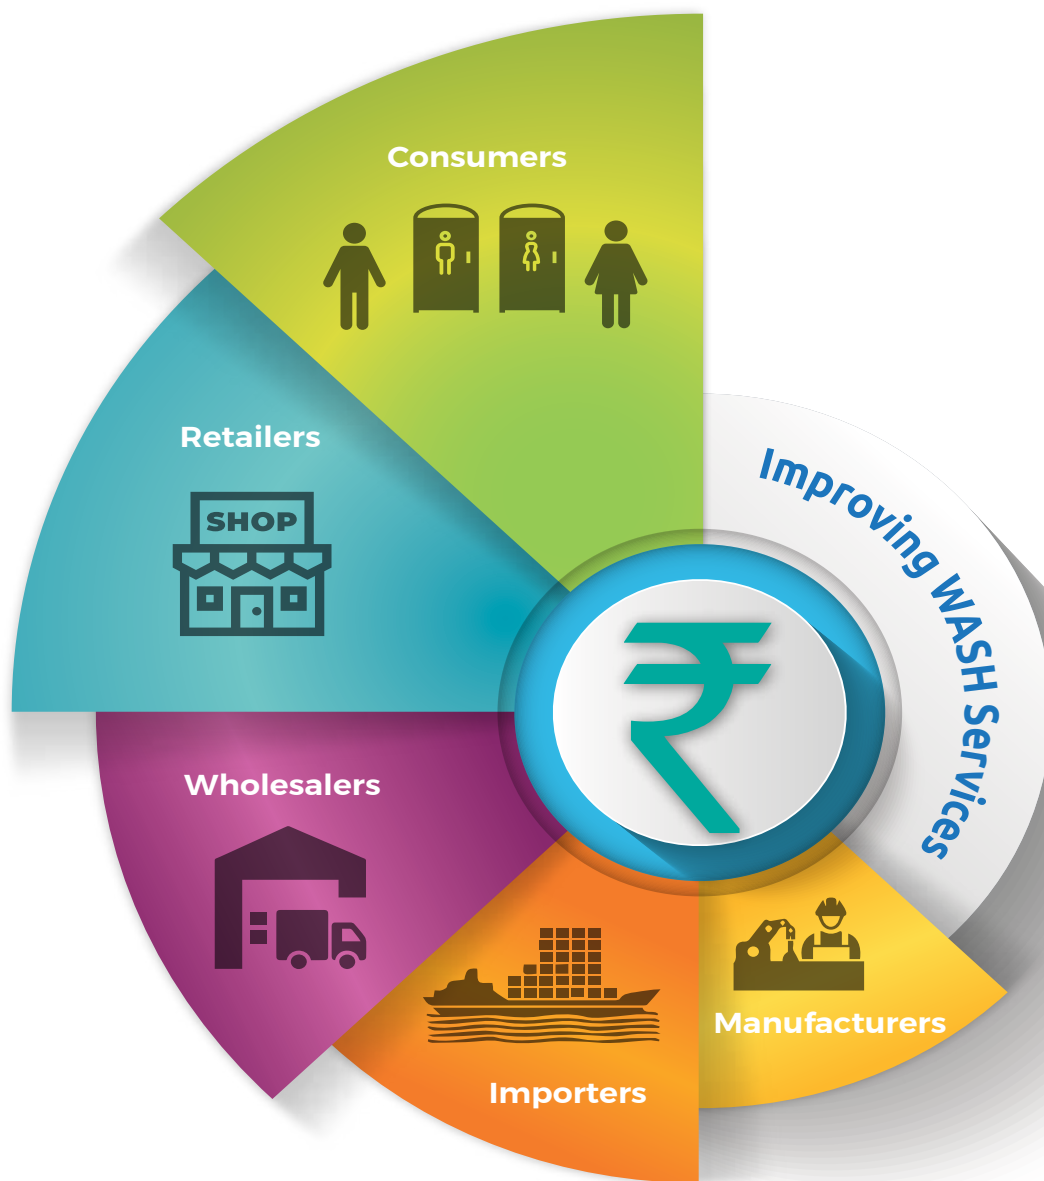 Consumers
Retailers
SHOP
Improving WASH Services
₹
Wholesalers
Manufacturers
Importers